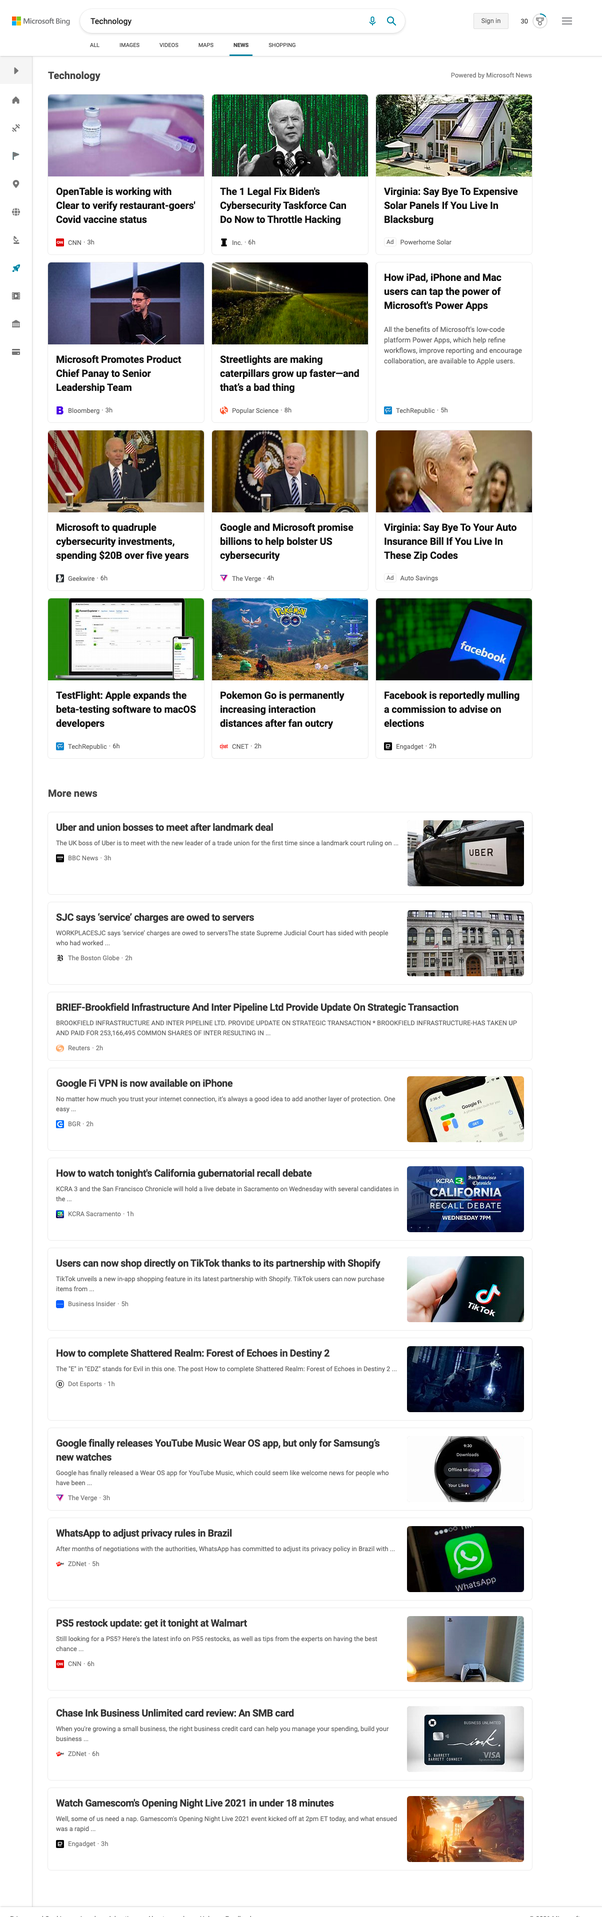 Microsoft Bing
Technology
Sign in
30
ALL
IMAGES
VIDEOS
MAPS
NEWS
SHOPPING
Technology
Powered by Microsoft News
OpenTable is working with
Clear to verify restaurant-goers'
Covid vaccine status
CNN · 3h
The 1 Legal Fix Biden's
Cybersecurity Taskforce Can
Do Now to Throttle Hacking
Inc. · 6h
Virginia: Say Bye To Expensive
Solar Panels If You Live In
Blacksburg
Ad Powerhome Solar
Microsoft Promotes Product
Chief Panay to Senior
Leadership Team
Bloomberg · 3h
Streetlights are making
caterpillars grow up faster—and
that's a bad thing
Popular Science · 8h
How iPad, iPhone and Mac
users can tap the power of
Microsoft's Power Apps
All the benefits of Microsoft's low-code
platform Power Apps, which help refine
workflows, improve reporting and encourage
collaboration, are available to Apple users.
TechRepublic · 5h
Microsoft to quadruple
cybersecurity investments,
spending $20B over five years
Geekwire · 6h
Google and Microsoft promise
billions to help bolster US
cybersecurity
The Verge · 4h
Virginia: Say Bye To Your Auto
Insurance Bill If You Live In
These Zip Codes
Ad Auto Savings
POKÉMON
GO
facebook
TestFlight: Apple expands the
beta-testing software to macOS
developers
TechRepublic · 6h
Pokemon Go is permanently
increasing interaction
distances after fan outcry
CNET · 2h
Facebook is reportedly mulling
a commission to advise on
elections
Engadget · 2h
More news
Uber and union bosses to meet after landmark deal
The UK boss of Uber is to meet with the new leader of a trade union for the first time since a landmark court ruling on ...
BBC News · 3h
UBER
SJC says 'service' charges are owed to servers
WORKPLACESJC says 'service' charges are owed to serversThe state Supreme Judicial Court has sided with people
who had worked ...
The Boston Globe · 2h
BRIEF-Brookfield Infrastructure And Inter Pipeline Ltd Provide Update On Strategic Transaction
BROOKFIELD INFRASTRUCTURE AND INTER PIPELINE LTD. PROVIDE UPDATE ON STRATEGIC TRANSACTION * BROOKFIELD INFRASTRUCTURE-HAS TAKEN UP
AND PAID FOR 253,166,495 COMMON SHARES OF INTER RESULTING IN ...
Reuters · 2h
Google Fi VPN is now available on iPhone
No matter how much you trust your internet connection, it's always a good idea to add another layer of protection. One
easy ...
BGR · 2h
Google Fi
How to watch tonight's California gubernatorial recall debate
KCRA 3 and the San Francisco Chronicle will hold a live debate in Sacramento on Wednesday with several candidates in
the ...
KCRA Sacramento · 1h
KCRA 3
San Francisco
Chronicle
CALIFORNIA
RECALL DEBATE
WEDNESDAY 7PM
Users can now shop directly on TikTok thanks to its partnership with Shopify
TikTok unveils a new in-app shopping feature in its latest partnership with Shopify. TikTok users can now purchase
items from ...
Business Insider · 5h
TikTok
How to complete Shattered Realm: Forest of Echoes in Destiny 2
The "E" in "EDZ" stands for Evil in this one. The post How to complete Shattered Realm: Forest of Echoes in Destiny 2 ...
Dot Esports · 1h
Google finally releases YouTube Music Wear OS app, but only for Samsung's
new watches
Google has finally released a Wear OS app for YouTube Music, which could seem like welcome news for people who
have been ...
The Verge · 3h
9:30
Downloads
Offline Mixtape
Your Likes
WhatsApp to adjust privacy rules in Brazil
After months of negotiations with the authorities, WhatsApp has committed to adjust its privacy policy in Brazil with ...
ZDNet · 5h
WhatsApp
PS5 restock update: get it tonight at Walmart
Still looking for a PS5? Here's the latest info on PS5 restocks, as well as tips from the experts on having the best
chance ...
CNN · 6h
Chase Ink Business Unlimited card review: An SMB card
When you're growing a small business, the right business credit card can help you manage your spending, build your
business ...
ZDNet · 6h
BUSINESS UNLIMITED
ink.
D. BARRETT
BARRETT CONNECT
VISA
Watch Gamescom's Opening Night Live 2021 in under 18 minutes
Well, some of us need a nap. Gamescom's Opening Night Live 2021 event kicked off at 2pm ET today, and what ensued
was a rapid ...
Engadget · 3h